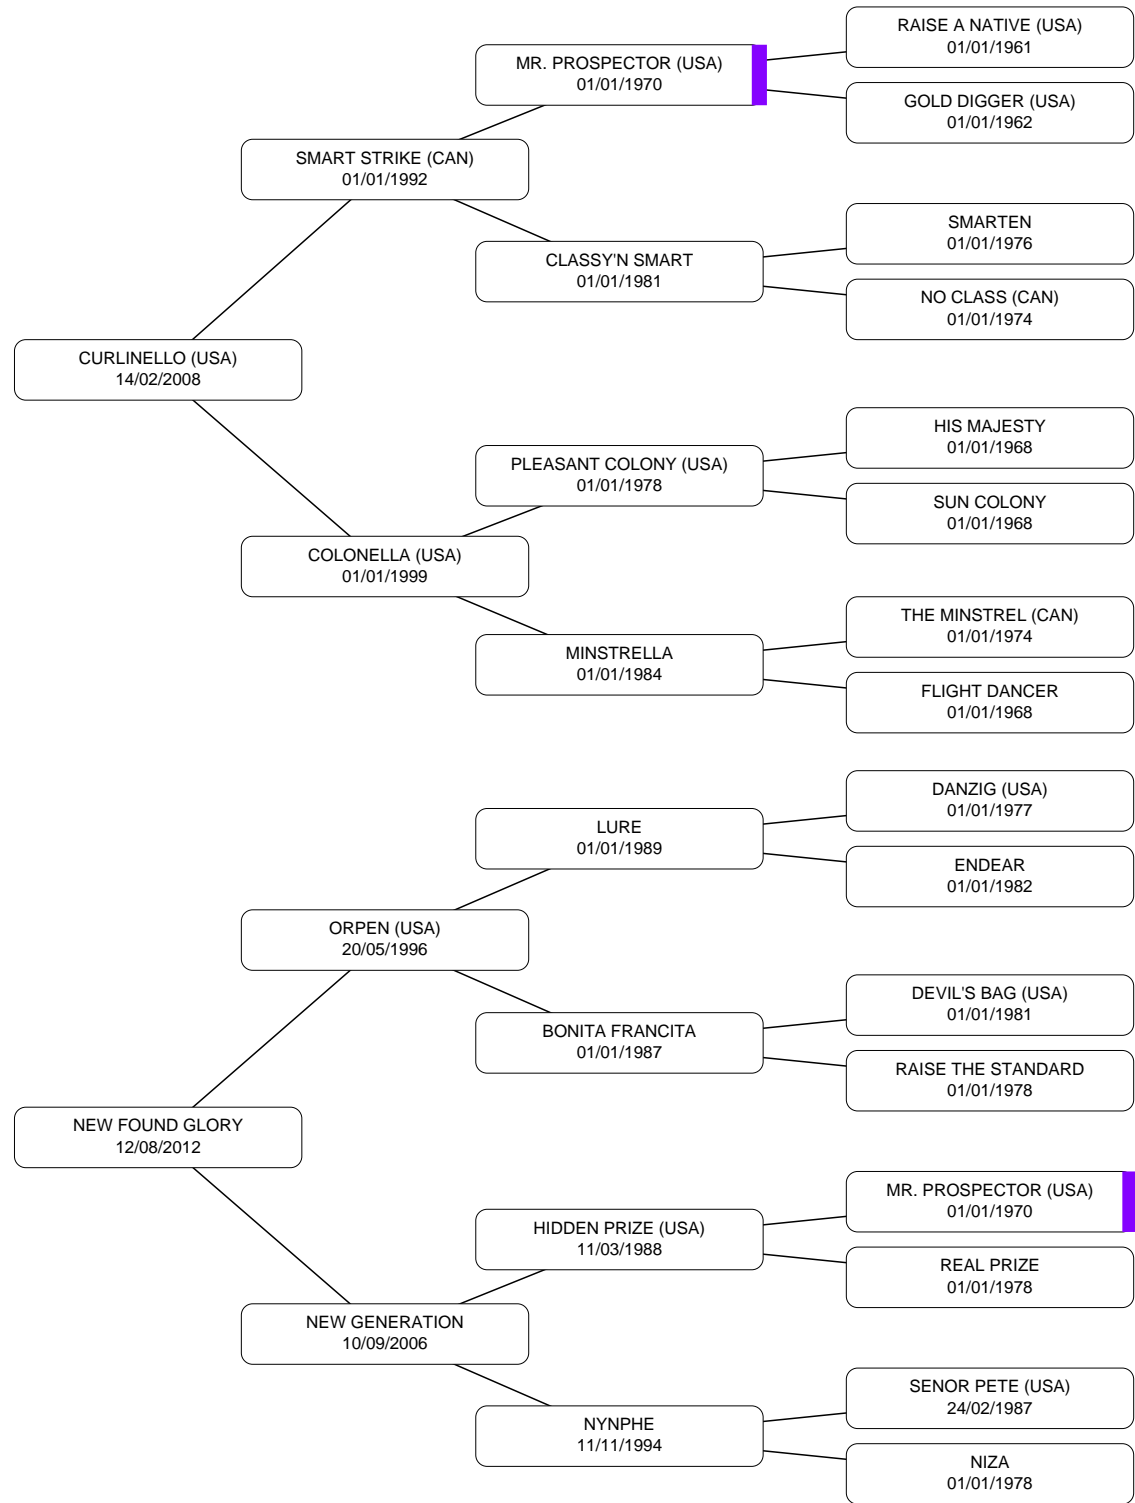 RAISE A NATIVE (USA)
01/01/1961
MR. PROSPECTOR (USA)
01/01/1970
GOLD DIGGER (USA)
01/01/1962
SMART STRIKE (CAN)
01/01/1992
SMARTEN
01/01/1976
CLASSY'N SMART
01/01/1981
NO CLASS (CAN)
01/01/1974
CURLINELLO (USA)
14/02/2008
HIS MAJESTY
01/01/1968
PLEASANT COLONY (USA)
01/01/1978
SUN COLONY
01/01/1968
COLONELLA (USA)
01/01/1999
THE MINSTREL (CAN)
01/01/1974
MINSTRELLA
01/01/1984
FLIGHT DANCER
01/01/1968
DANZIG (USA)
01/01/1977
LURE
01/01/1989
ENDEAR
01/01/1982
ORPEN (USA)
20/05/1996
DEVIL'S BAG (USA)
01/01/1981
BONITA FRANCITA
01/01/1987
RAISE THE STANDARD
01/01/1978
NEW FOUND GLORY
12/08/2012
MR. PROSPECTOR (USA)
01/01/1970
HIDDEN PRIZE (USA)
11/03/1988
REAL PRIZE
01/01/1978
NEW GENERATION
10/09/2006
SENOR PETE (USA)
24/02/1987
NYNPHE
11/11/1994
NIZA
01/01/1978